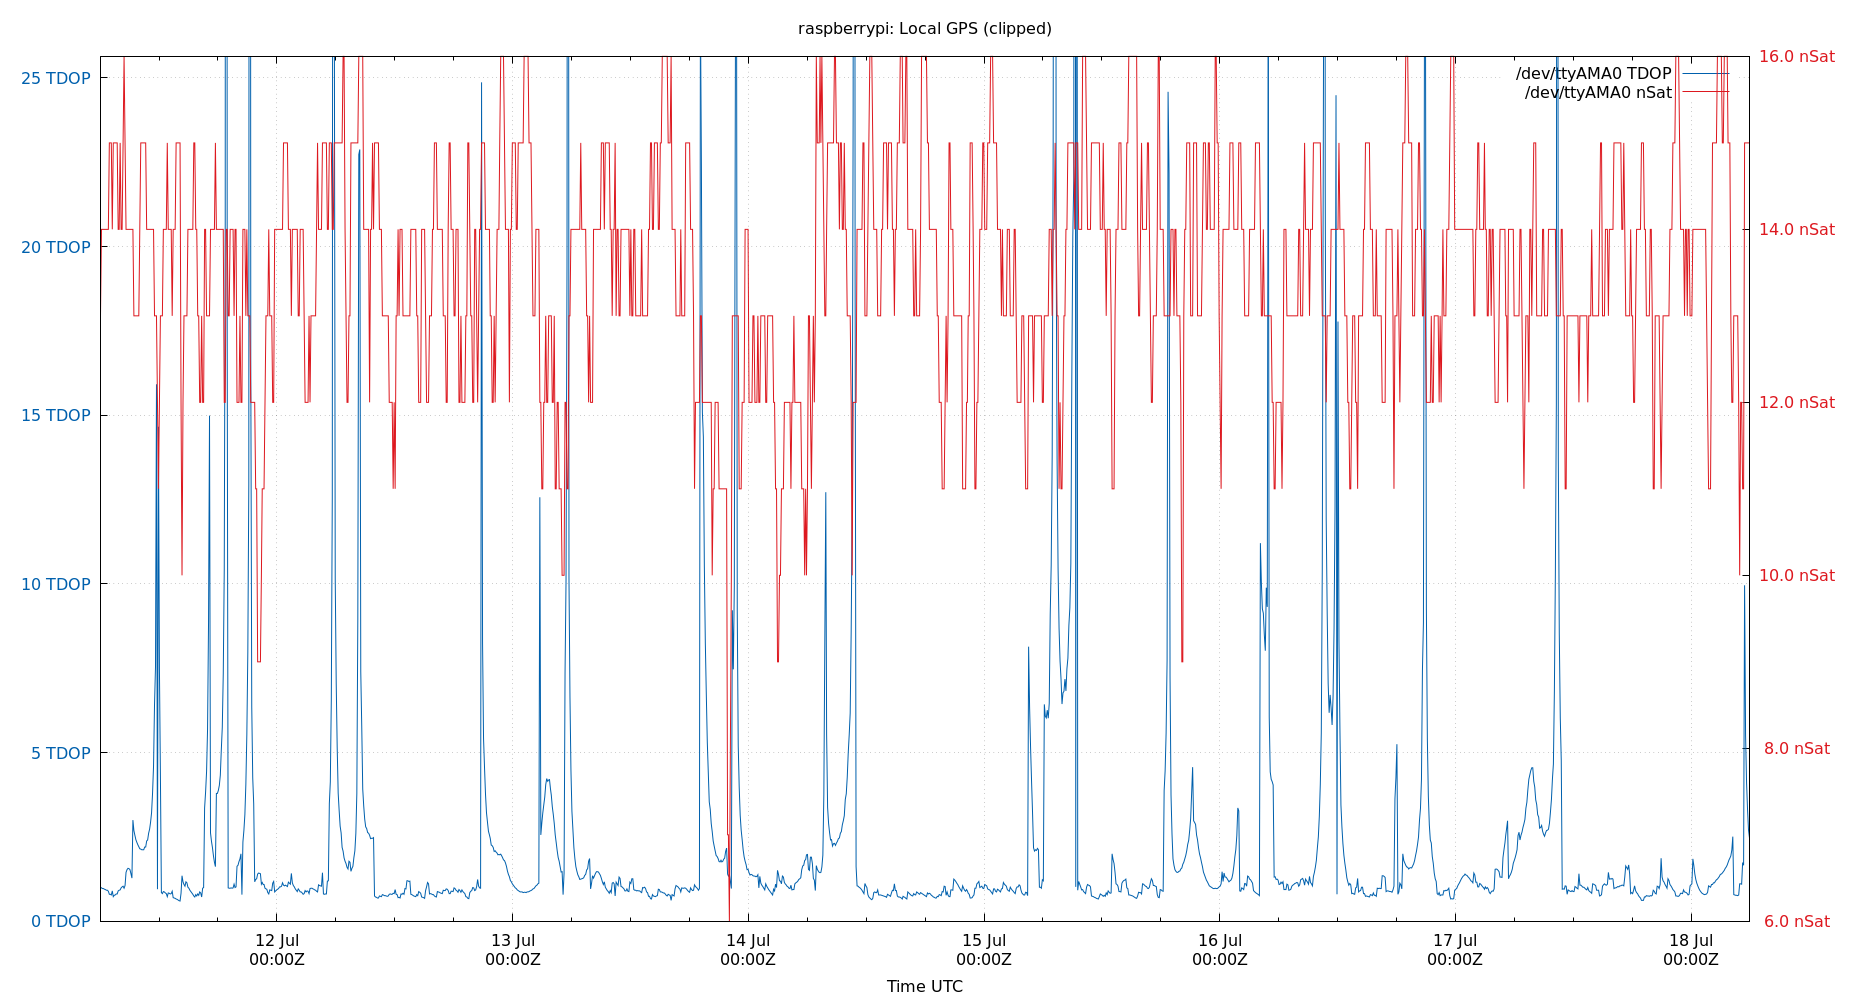 raspberrypi: Local GPS (clipped)
25 TDOP
20 TDOP
15 TDOP
10 TDOP
5 TDOP
0 TDOP
16.0 nSat
14.0 nSat
12.0 nSat
10.0 nSat
8.0 nSat
6.0 nSat
/dev/ttyAMA0 TDOP
/dev/ttyAMA0 nSat
12 Jul
00:00Z
13 Jul
00:00Z
14 Jul
00:00Z
15 Jul
00:00Z
16 Jul
00:00Z
17 Jul
00:00Z
18 Jul
00:00Z
Time UTC